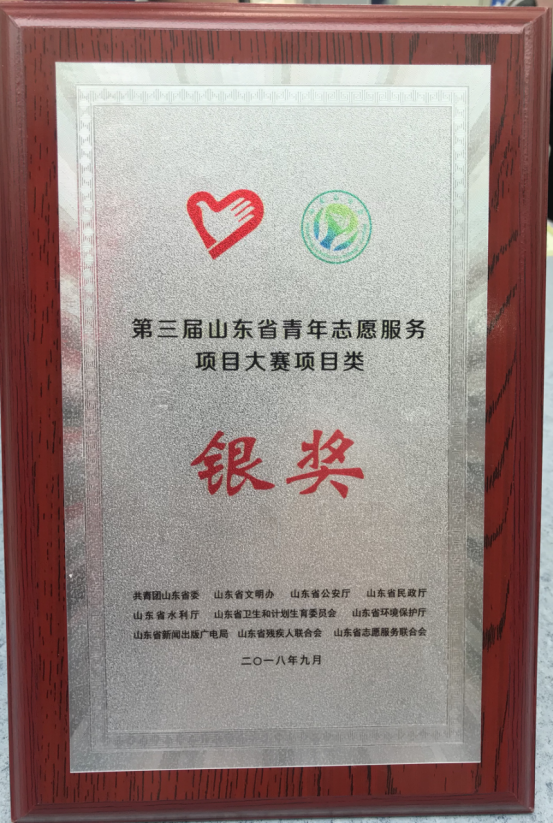 第三届山东省青年志愿服务
项目大赛项目类
银奖
共青团山东省委 山东省文明办 山东省公安厅 山东省民政厅
山东省水利厅 山东省卫生和计划生育委员会 山东省环境保护厅
山东省新闻出版广电局 山东省残疾人联合会 山东省志愿服务联合会
二〇一八年九月